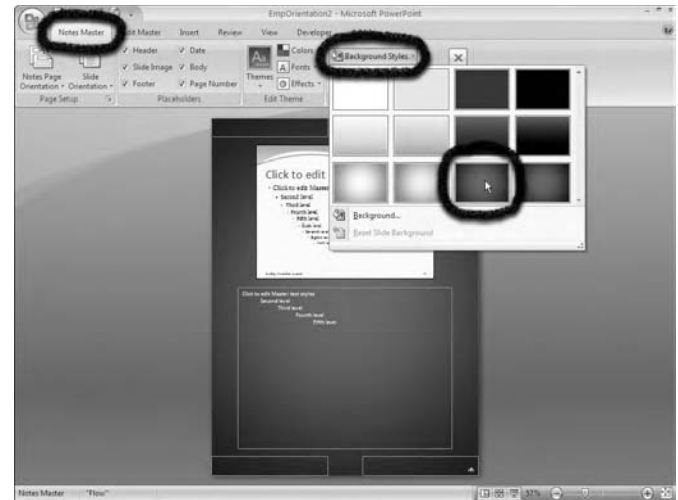 EmpOrientation2 - Microsoft PowerPoint
Notes Master Edit Master Insert Review View Developer
Header Date
Slide Image Body
Footer Page Number
Notes Page Orientation Slide Orientation
Themes
Colors
Fonts
Effects
Background Styles
Page Setup Placeholders Edit Theme
Background...
Reset Slide Background
Click to edit
Click to edit Master
Second level
Third level
Fourth level
Fifth level
Click to edit Master text styles
Second level
Third level
Fourth level
Fifth level
Notes Master "Flow" 57%